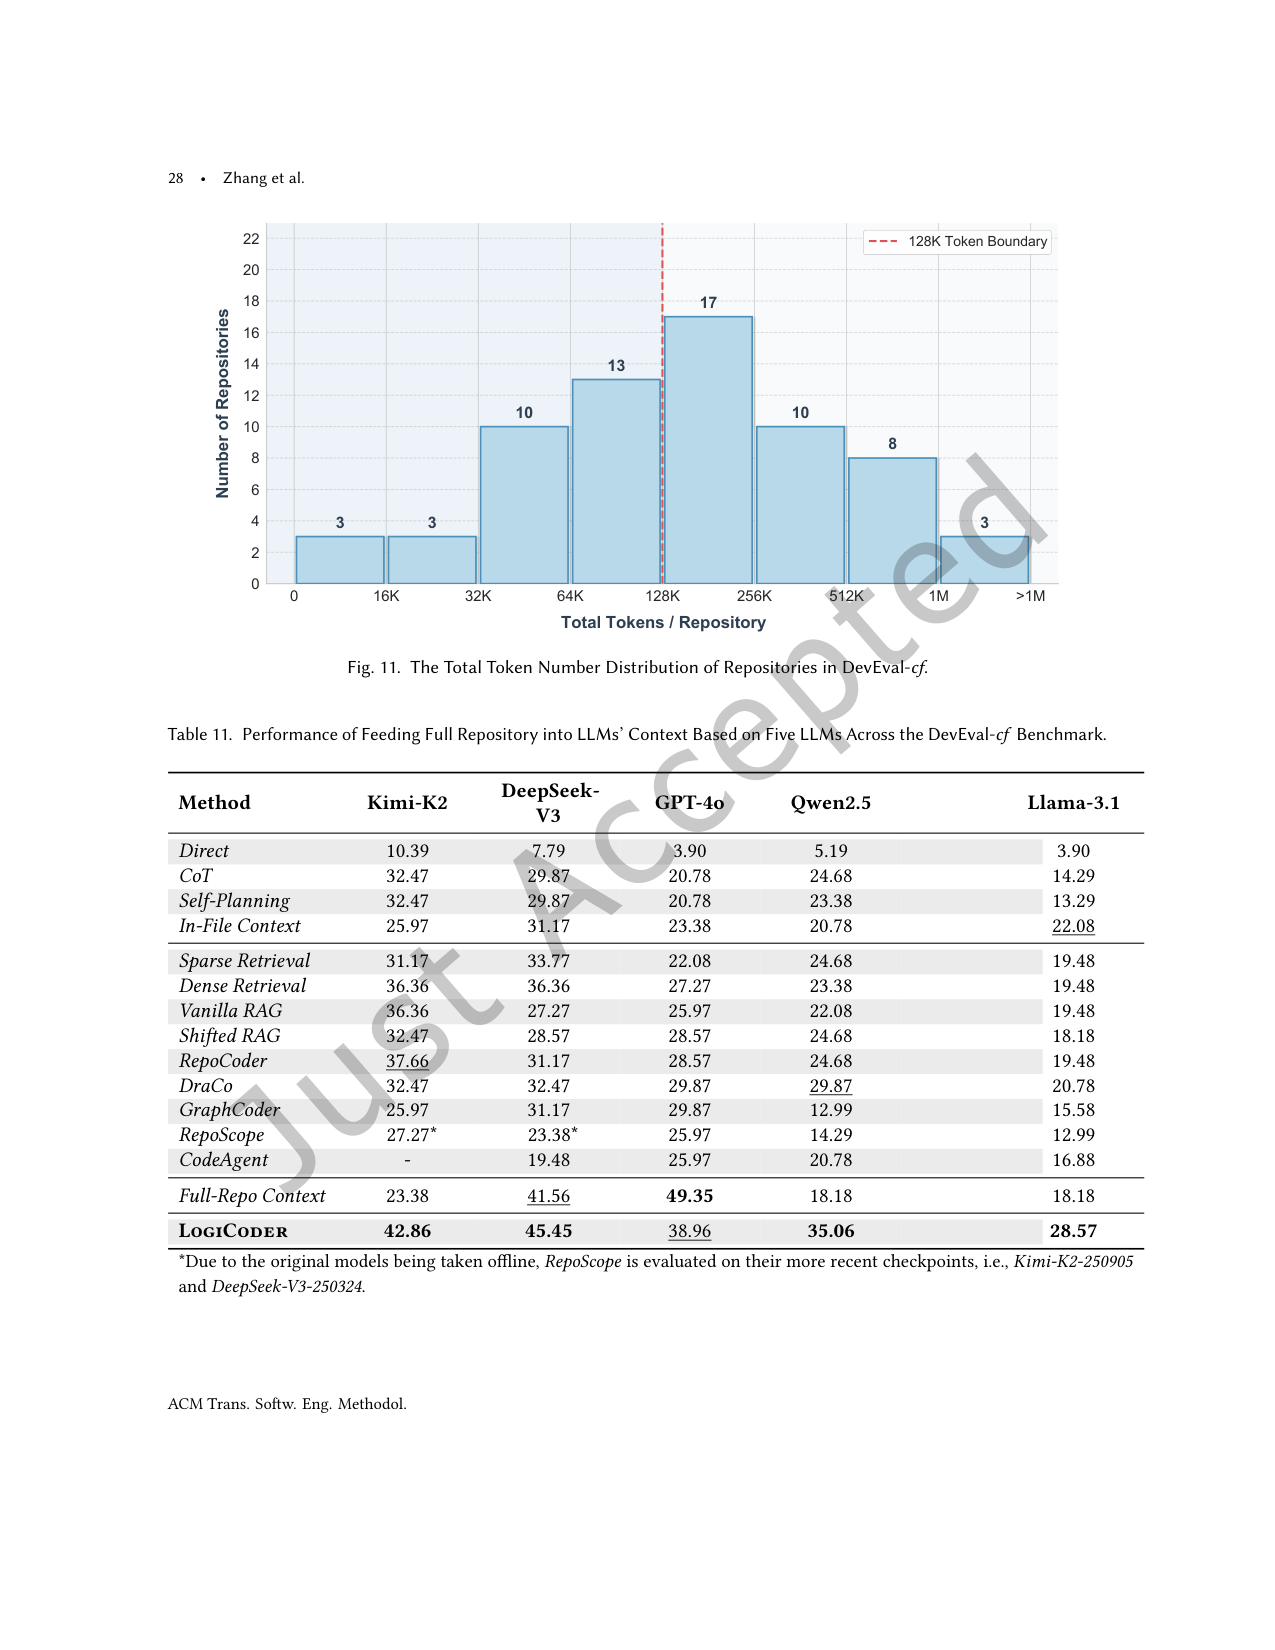 28 • Zhang et al.
22
20
18
16
14
12
10
8
6
4
2
0
Number of Repositories
128K Token Boundary
3
3
10
13
17
10
8
3
0 16K 32K 64K 128K 256K 512K 1M >1M
Total Tokens / Repository
Fig. 11. The Total Token Number Distribution of Repositories in DevEval-cf.
Table 11. Performance of Feeding Full Repository into LLMs’ Context Based on Five LLMs Across the DevEval-cf Benchmark.
Method Kimi-K2 DeepSeek-V3 GPT-4o Qwen2.5 Llama-3.1
Direct 10.39 7.79 3.90 5.19 3.90
CoT 32.47 29.87 20.78 24.68 14.29
Self-Planning 32.47 29.87 20.78 23.38 13.29
In-File Context 25.97 31.17 23.38 20.78 22.08
Sparse Retrieval 31.17 33.77 22.08 24.68 19.48
Dense Retrieval 36.36 36.36 27.27 23.38 19.48
Vanilla RAG 36.36 27.27 25.97 22.08 19.48
Shifted RAG 32.47 28.57 28.57 24.68 18.18
RepoCoder 37.66 31.17 28.57 24.68 19.48
DraCo 32.47 32.47 29.87 29.87 20.78
GraphCoder 25.97 31.17 29.87 12.99 15.58
RepoScope 27.27* 23.38* 25.97 14.29 12.99
CodeAgent - 19.48 25.97 20.78 16.88
Full-Repo Context 23.38 41.56 49.35 18.18 18.18
LogiCoder 42.86 45.45 38.96 35.06 28.57
*Due to the original models being taken offline, RepoScope is evaluated on their more recent checkpoints, i.e., Kimi-K2-250905
and DeepSeek-V3-250324.
ACM Trans. Softw. Eng. Methodol.
Just Accepted